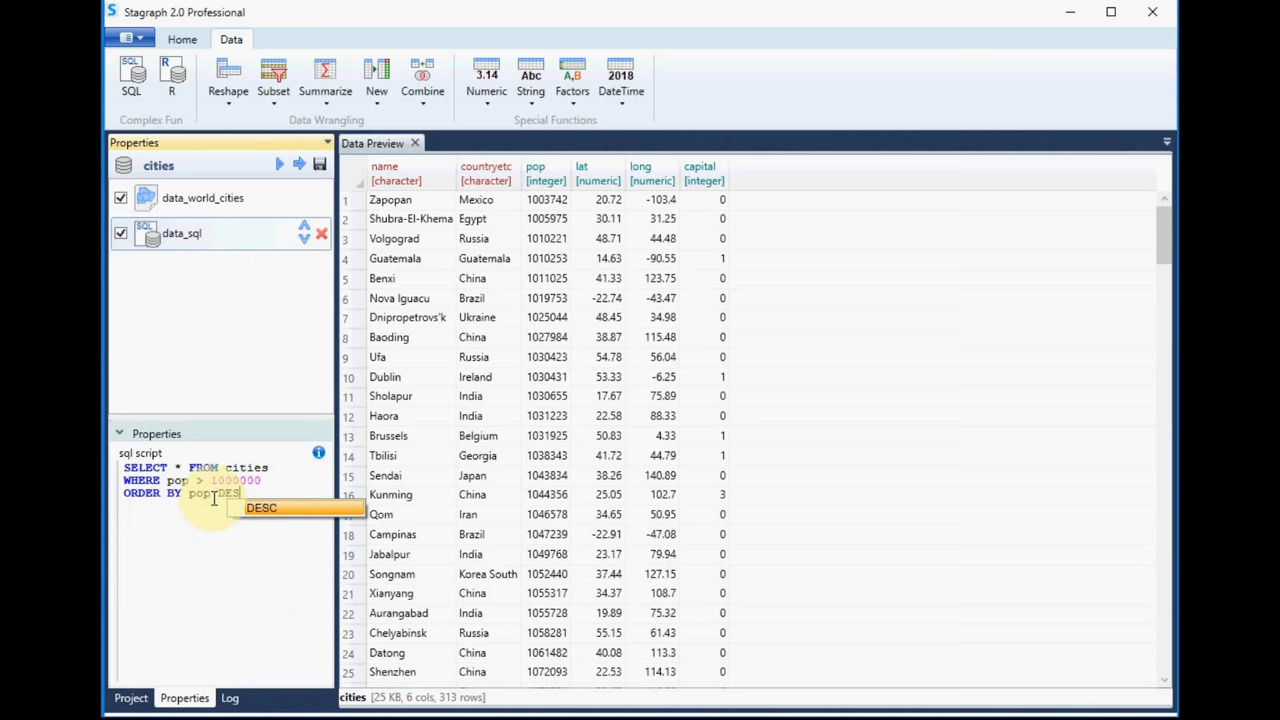 Stagraph 2.0 Professional
Home Data
SQL R Reshape Subset Summarize New Combine 3.14 Numeric Abc String A,B Factors 2018 DateTime
Complex Fun Data Wrangling Special Functions
Properties
cities
data_world_cities
SQL data_sql
Properties
sql script
SELECT * FROM cities
WHERE pop > 1000000
ORDER BY pop DES
DESC
Project Properties Log
Data Preview
name countryetc pop lat long capital
[character] [character] [integer] [numeric] [numeric] [integer]
1 Zapopan Mexico 1003742 20.72 -103.4 0
2 Shubra-El-Khema Egypt 1005975 30.11 31.25 0
3 Volgograd Russia 1010221 48.71 44.48 0
4 Guatemala Guatemala 1010253 14.63 -90.55 1
5 Benxi China 1011025 41.33 123.75 0
6 Nova Iguacu Brazil 1019753 -22.74 -43.47 0
7 Dnipropetrovs'k Ukraine 1025044 48.45 34.98 0
8 Baoding China 1027984 38.87 115.48 0
9 Ufa Russia 1030423 54.78 56.04 0
10 Dublin Ireland 1030431 53.33 -6.25 1
11 Sholapur India 1030499 17.67 75.89 0
12 Haora India 1031223 22.58 88.33 0
13 Brussels Belgium 1031925 50.83 4.33 1
14 Tbilisi Georgia 1038343 41.72 44.79 1
15 Sendai Japan 1043834 38.26 140.89 0
16 Kunming China 1044356 25.05 102.7 3
17 Qom Iran 1046578 34.65 50.95 0
18 Campinas Brazil 1047239 -22.91 -47.08 0
19 Jabalpur India 1049768 23.17 79.94 0
20 Songnam Korea South 1052440 37.44 127.15 0
21 Xianyang China 1055317 34.37 108.7 0
22 Aurangabad India 1055728 19.89 75.32 0
23 Chelyabinsk Russia 1058281 55.15 61.43 0
24 Datong China 1061482 40.08 113.3 0
25 Shenzhen China 1072093 22.53 114.13 0
cities [25 KB, 6 cols, 313 rows]